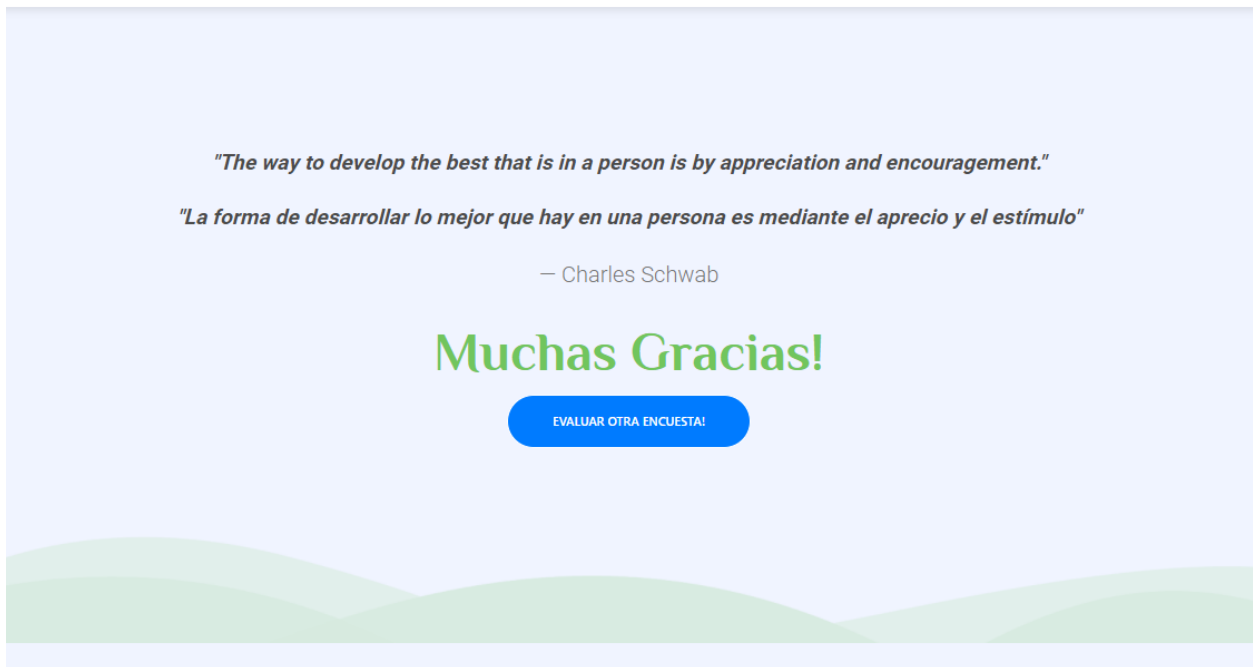 "The way to develop the best that is in a person is by appreciation and encouragement."
"La forma de desarrollar lo mejor que hay en una persona es mediante el aprecio y el estímulo"
— Charles Schwab
Muchas Gracias!
EVALUAR OTRA ENCUESTA!